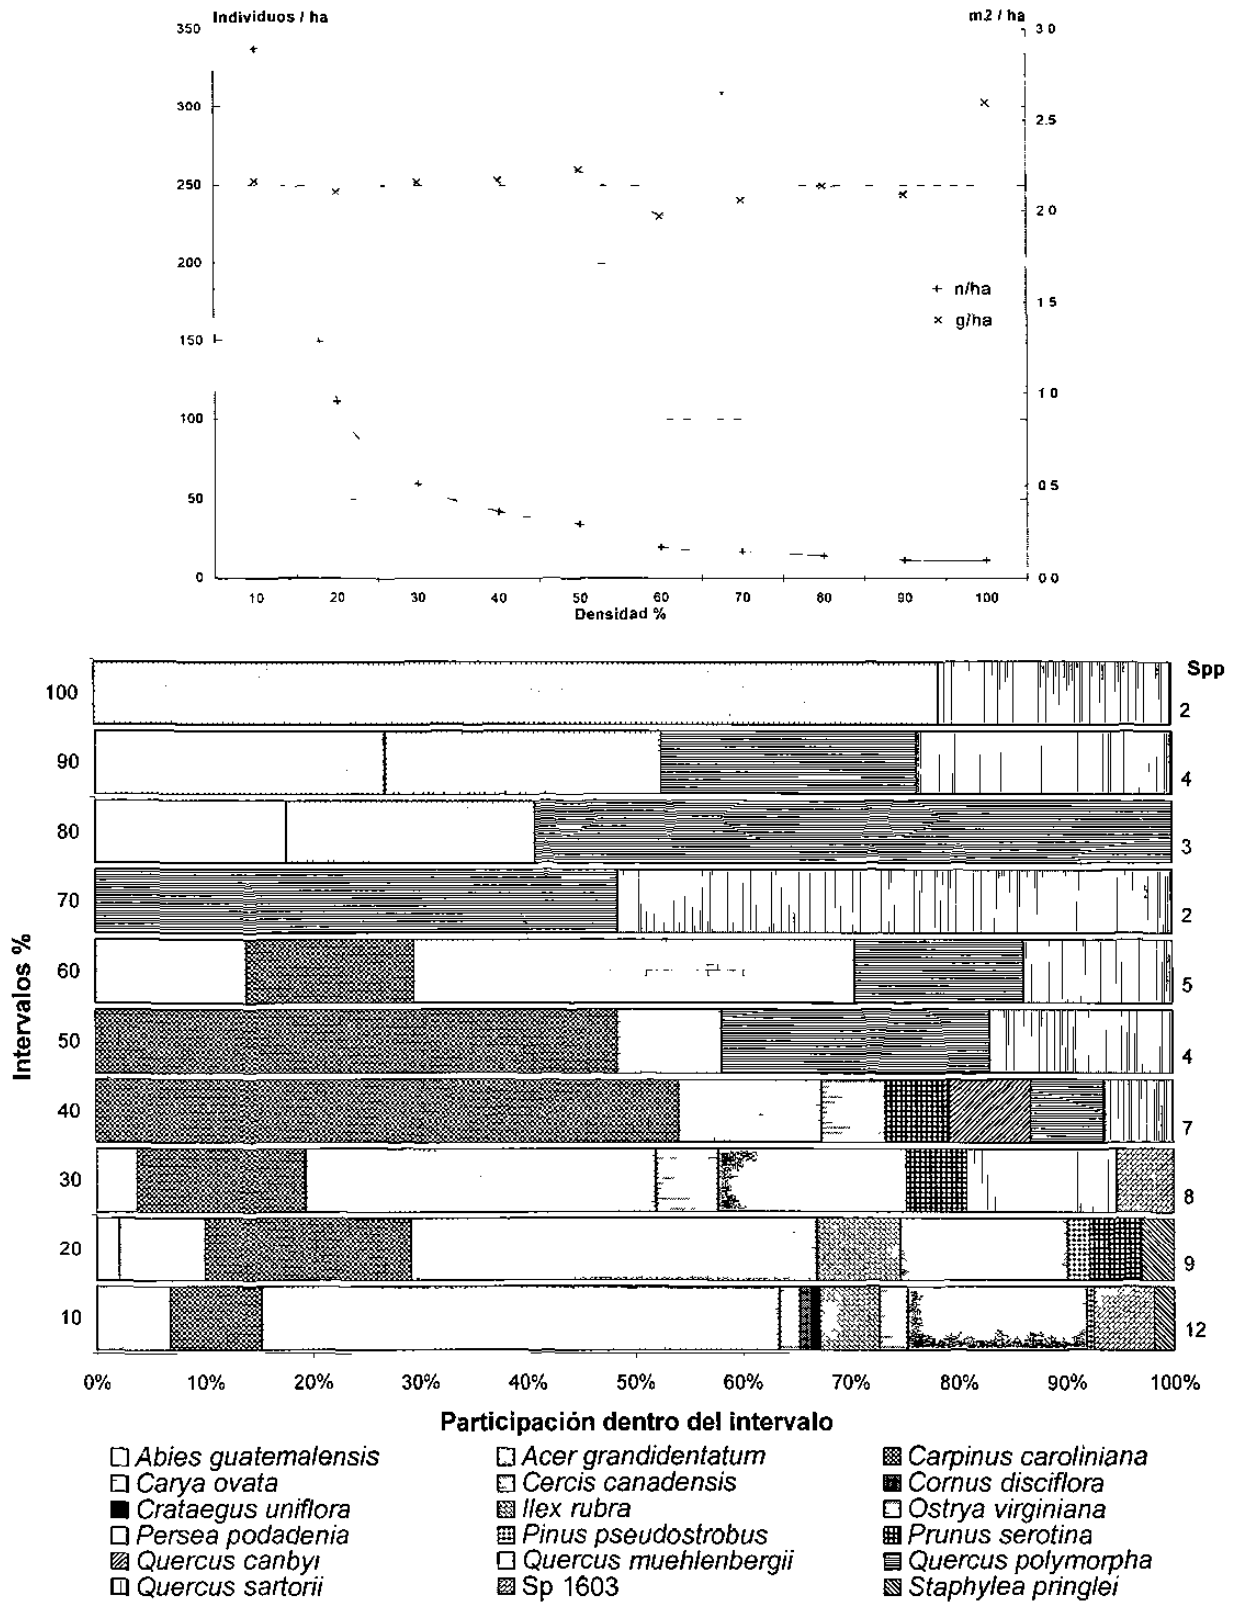 Individuos / ha
m2 / ha
350
300
250
200
150
100
50
0
3 0
2.5
2 0
1 5
1 0
0 5
0 0
+ n/ha
× g/ha
10 20 30 40 50 60 70 80 90 100
Densidad %
Spp
100 2
90 4
80 3
70 2
60 5
50 4
40 7
30 8
20 9
10 12
Intervalos %
0% 10% 20% 30% 40% 50% 60% 70% 80% 90% 100%
Participación dentro del intervalo
Abies guatemalensis Acer grandidentatum Carpinus caroliniana
Carya ovata Cercis canadensis Cornus disciflora
Crataegus uniflora Ilex rubra Ostrya virginiana
Persea podadenia Pinus pseudostrobus Prunus serotina
Quercus canbyi Quercus muehlenbergii Quercus polymorpha
Quercus sartorii Sp 1603 Staphylea pringlei